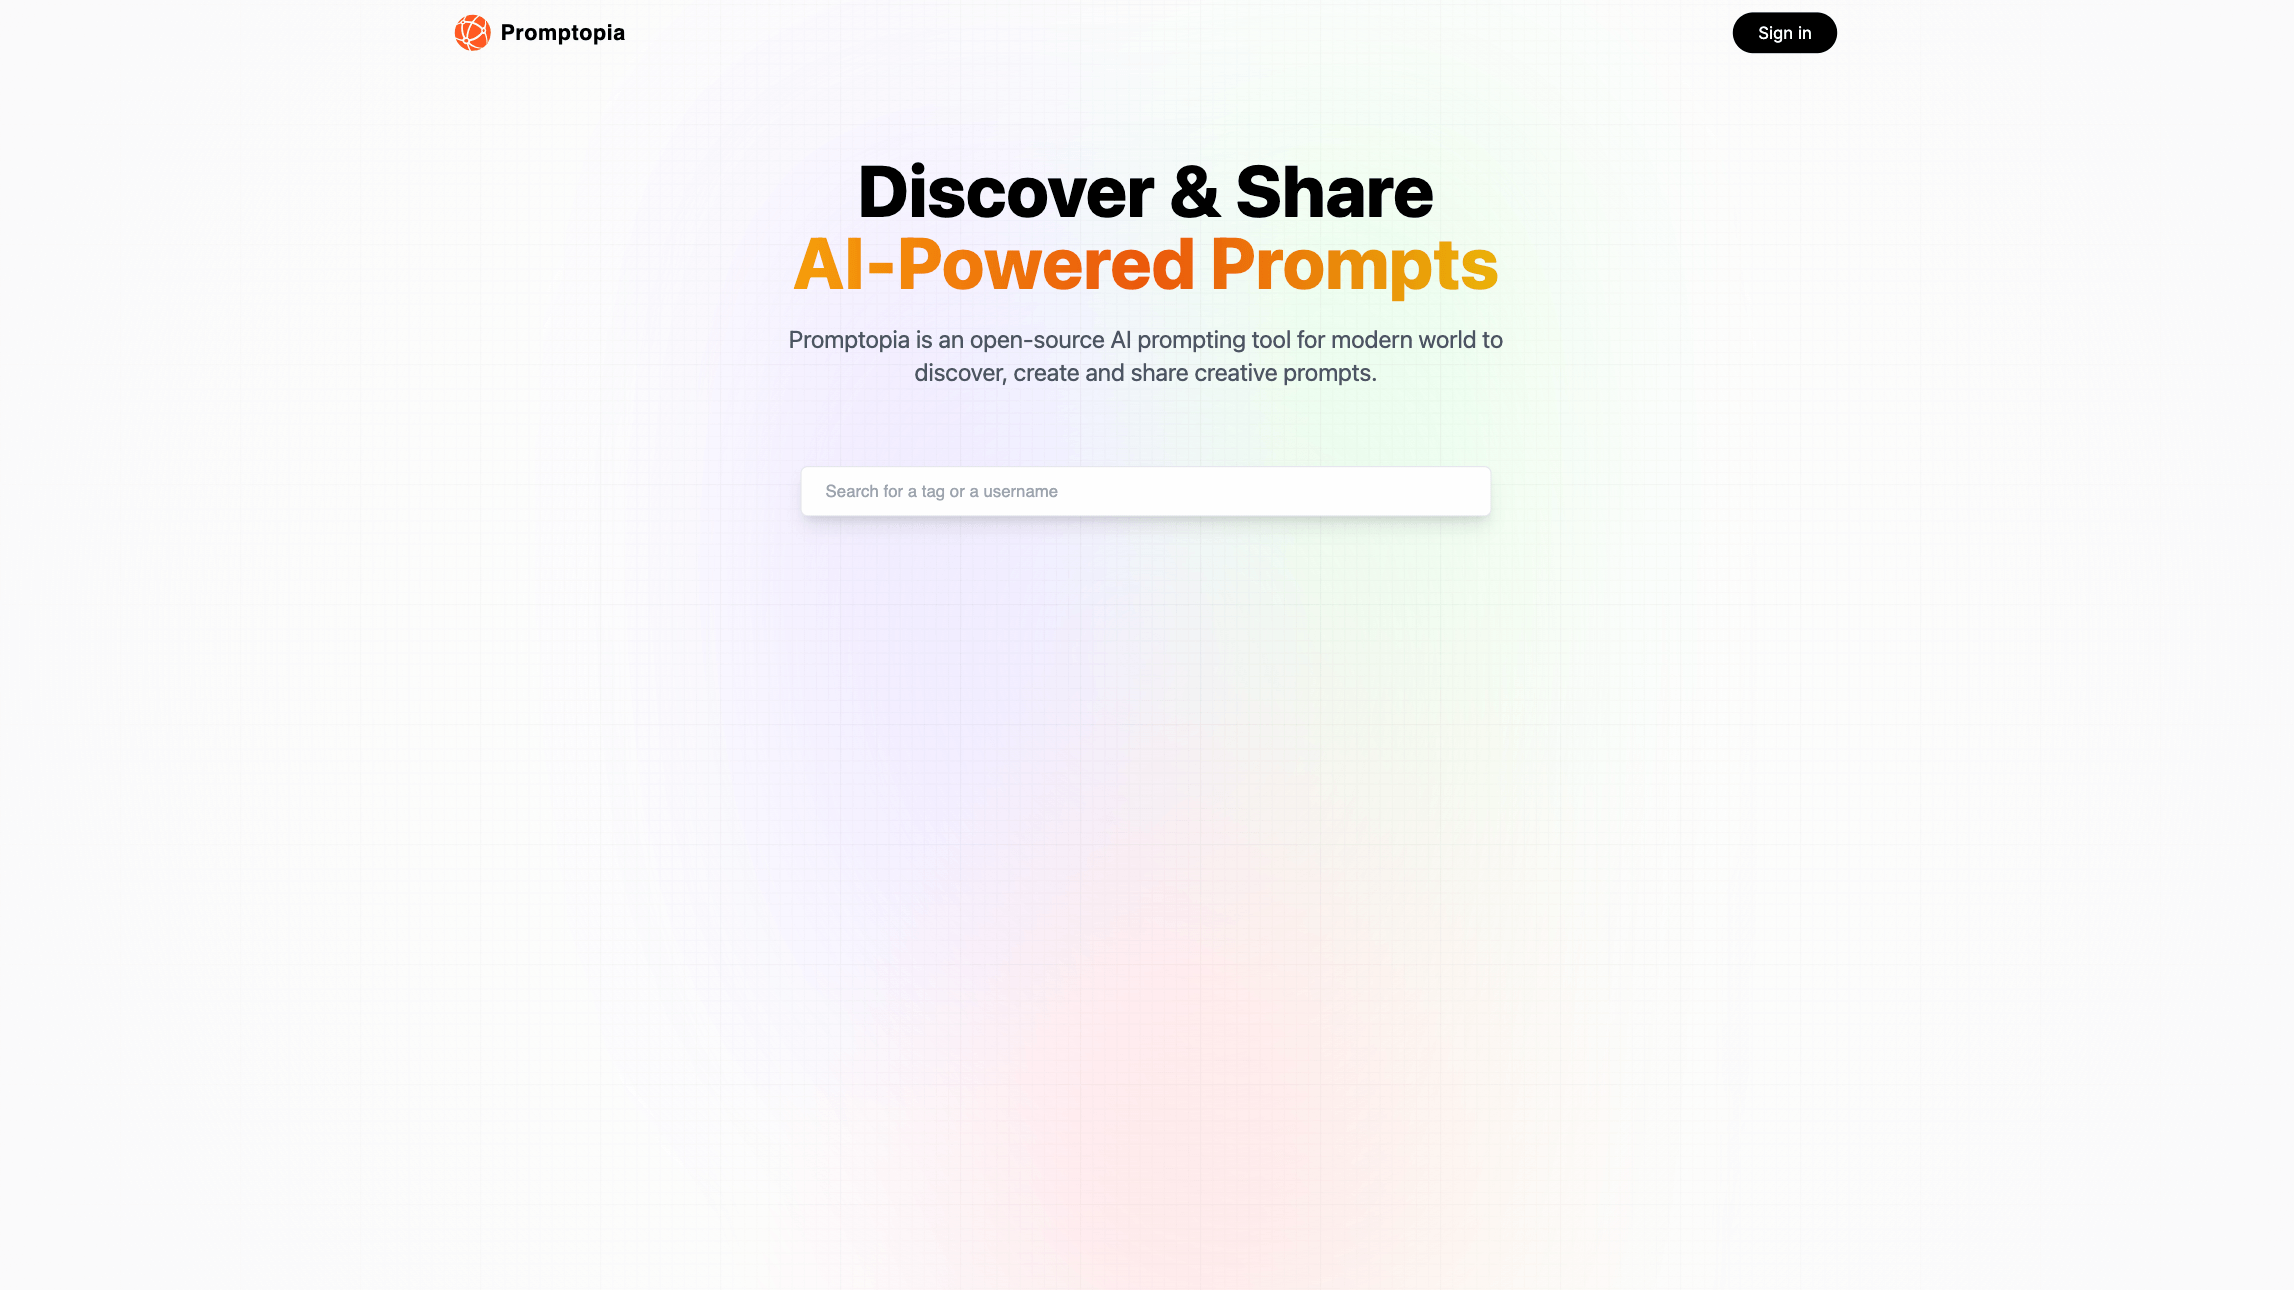 Promptopia
Sign in
Discover & Share
AI-Powered Prompts
Promptopia is an open-source AI prompting tool for modern world to
discover, create and share creative prompts.
Search for a tag or a username